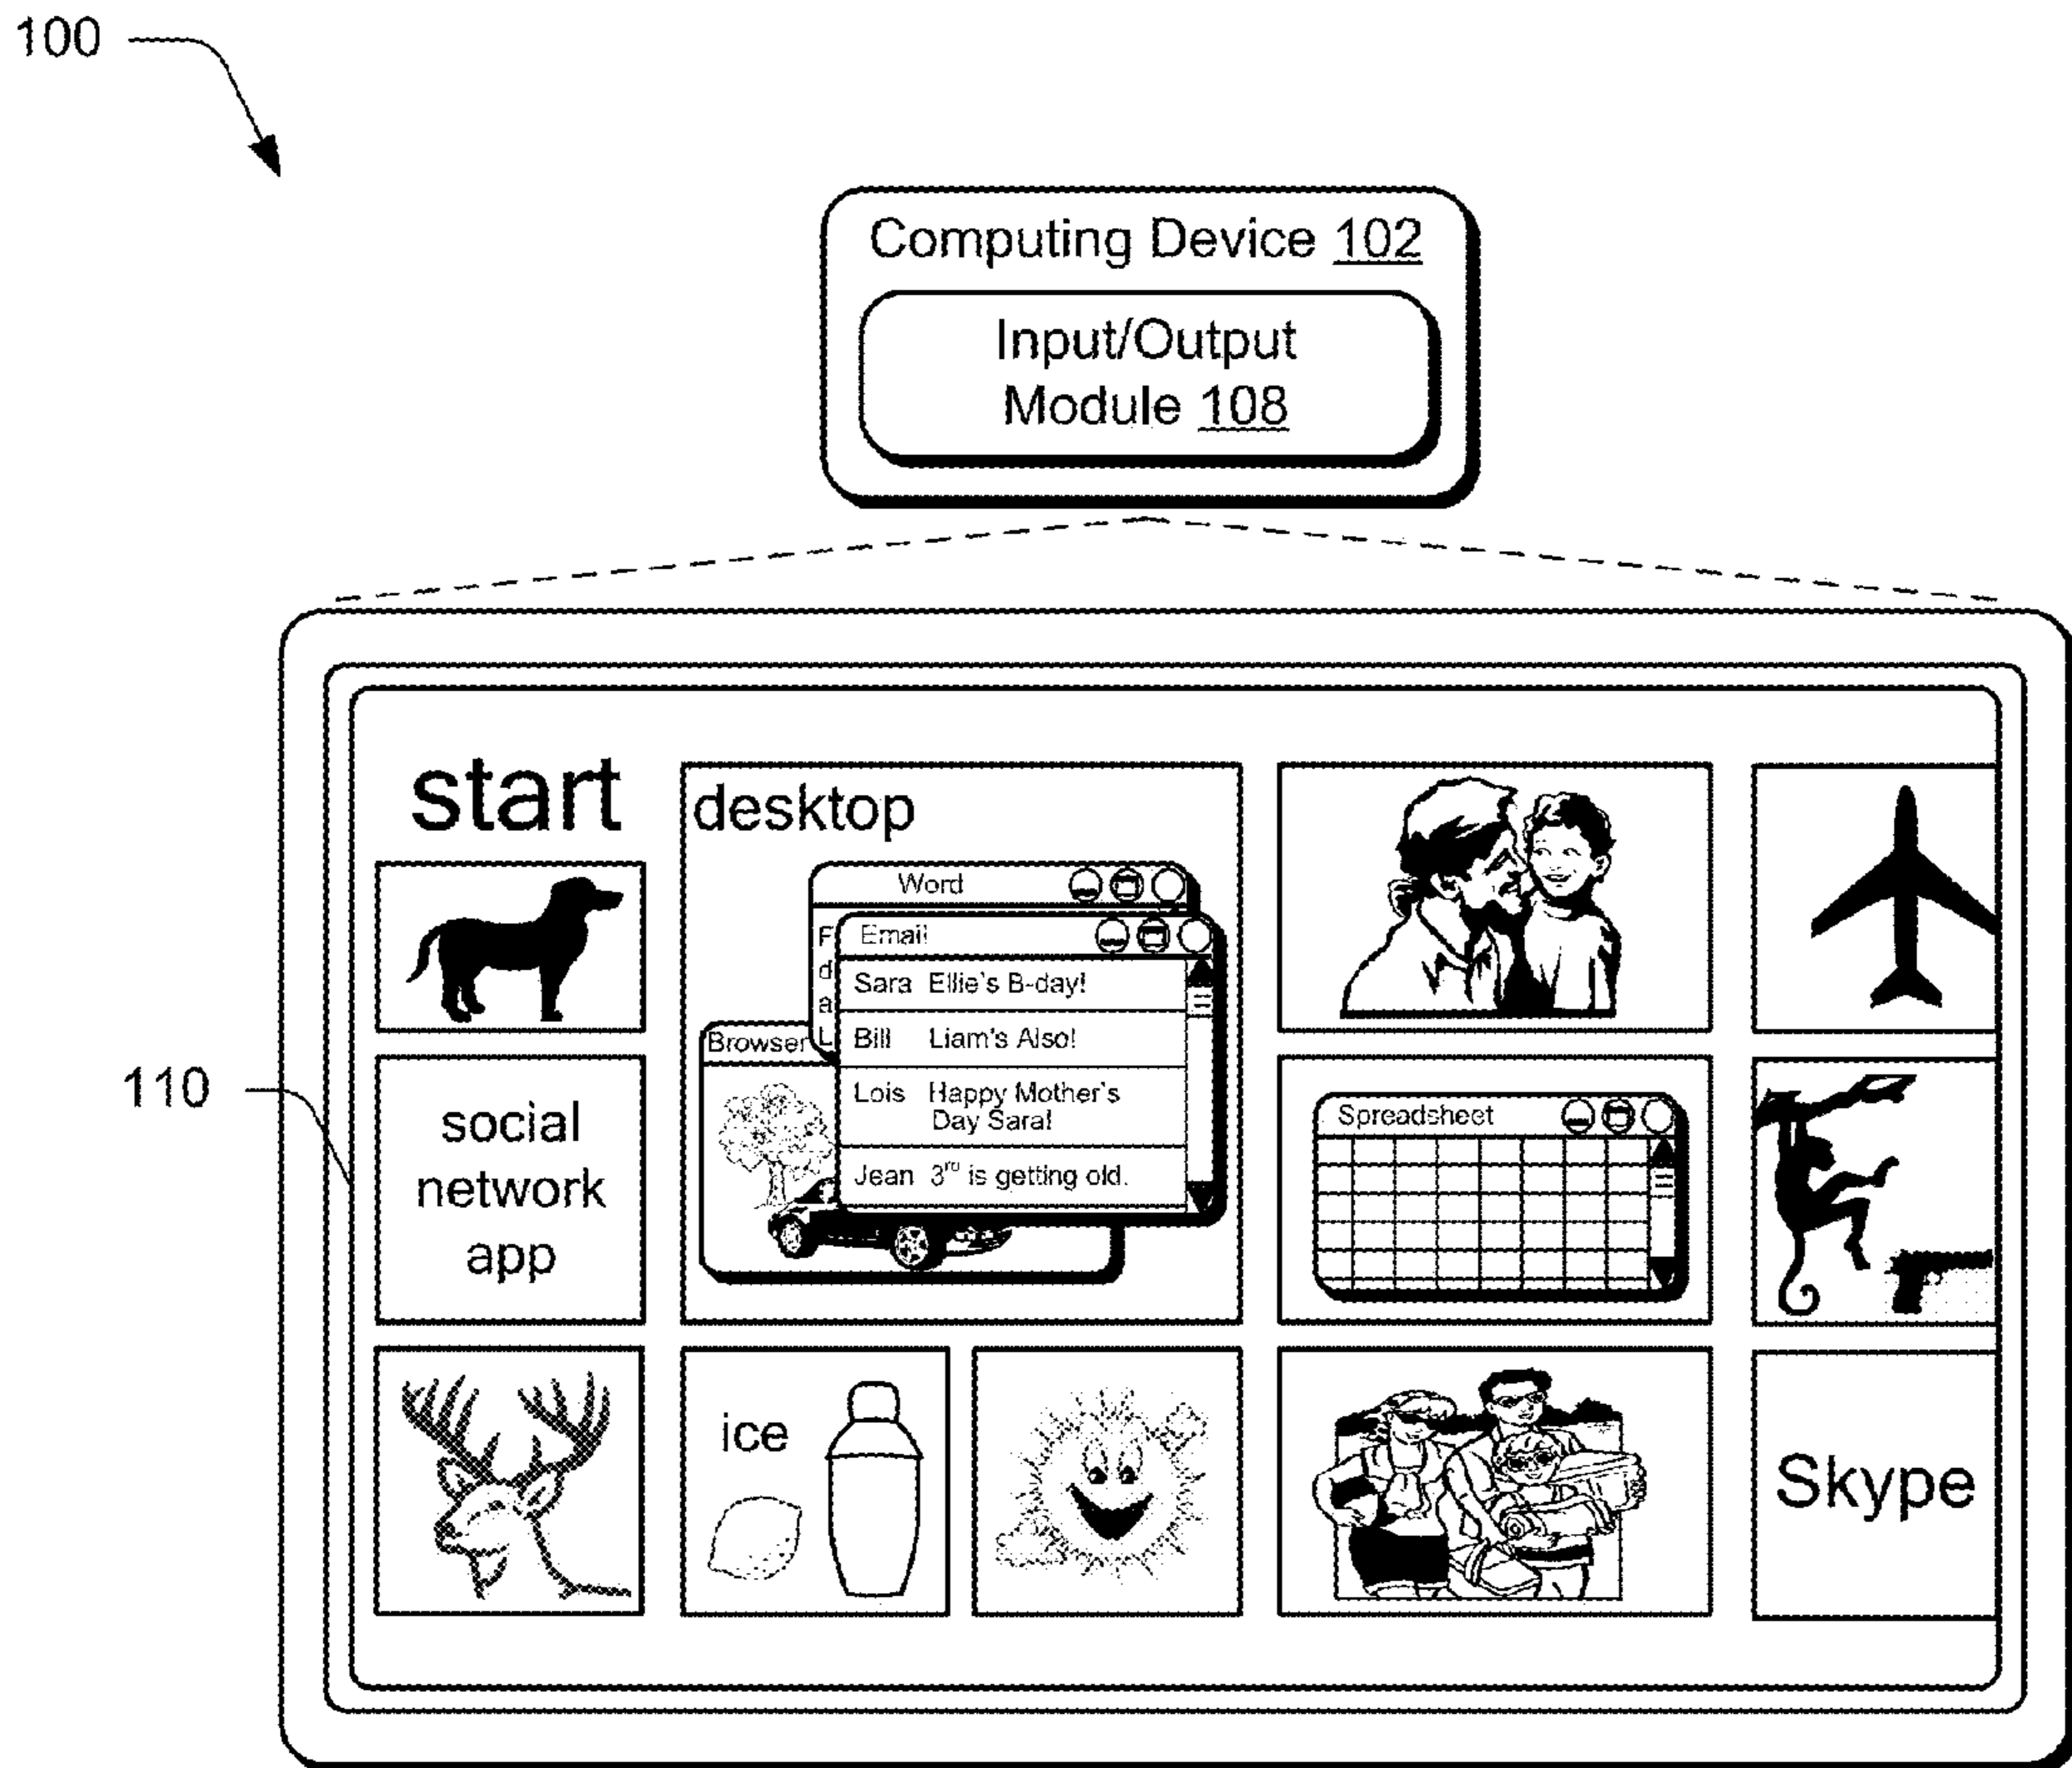 100
Computing Device 102
Input/Output
Module 108
start
desktop
Word
F
d
a
L
Email
Sara Ellie's B-day!
Bill Liam's Also!
Lois Happy Mother's
Day Sara!
Jean 3rd is getting old.
Browser
Spreadsheet
110
social
network
app
ice
Skype